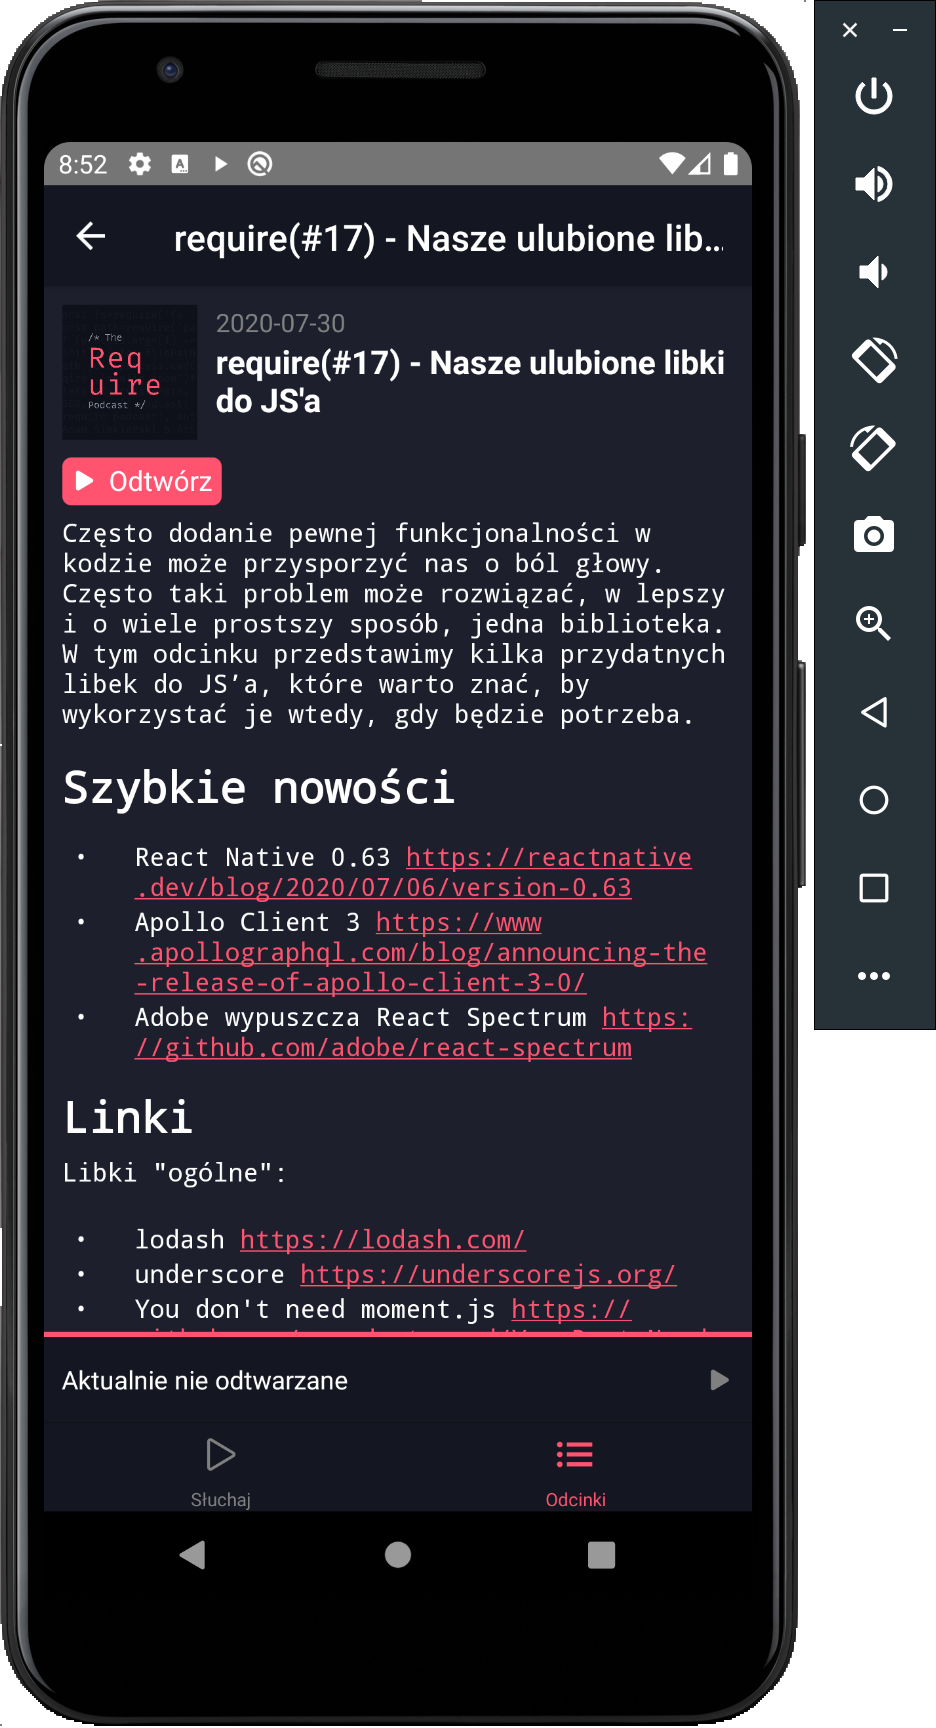 8:52
require(#17) - Nasze ulubione lib...
/* The
Req
uire
Podcast */
2020-07-30
require(#17) - Nasze ulubione libki
do JS'a
Odtwórz
Często dodanie pewnej funkcjonalności w
kodzie może przysporzyć nas o ból głowy.
Często taki problem może rozwiązać, w lepszy
i o wiele prostszy sposób, jedna biblioteka.
W tym odcinku przedstawimy kilka przydatnych
libek do JS’a, które warto znać, by
wykorzystać je wtedy, gdy będzie potrzeba.
Szybkie nowości
• React Native 0.63 https://reactnative
.dev/blog/2020/07/06/version-0.63
• Apollo Client 3 https://www
.apollographql.com/blog/announcing-the
-release-of-apollo-client-3-0/
• Adobe wypuszcza React Spectrum https:
//github.com/adobe/react-spectrum
Linki
Libki "ogólne":
• lodash https://lodash.com/
• underscore https://underscorejs.org/
• You don't need moment.js https://
Aktualnie nie odtwarzane
Słuchaj
Odcinki